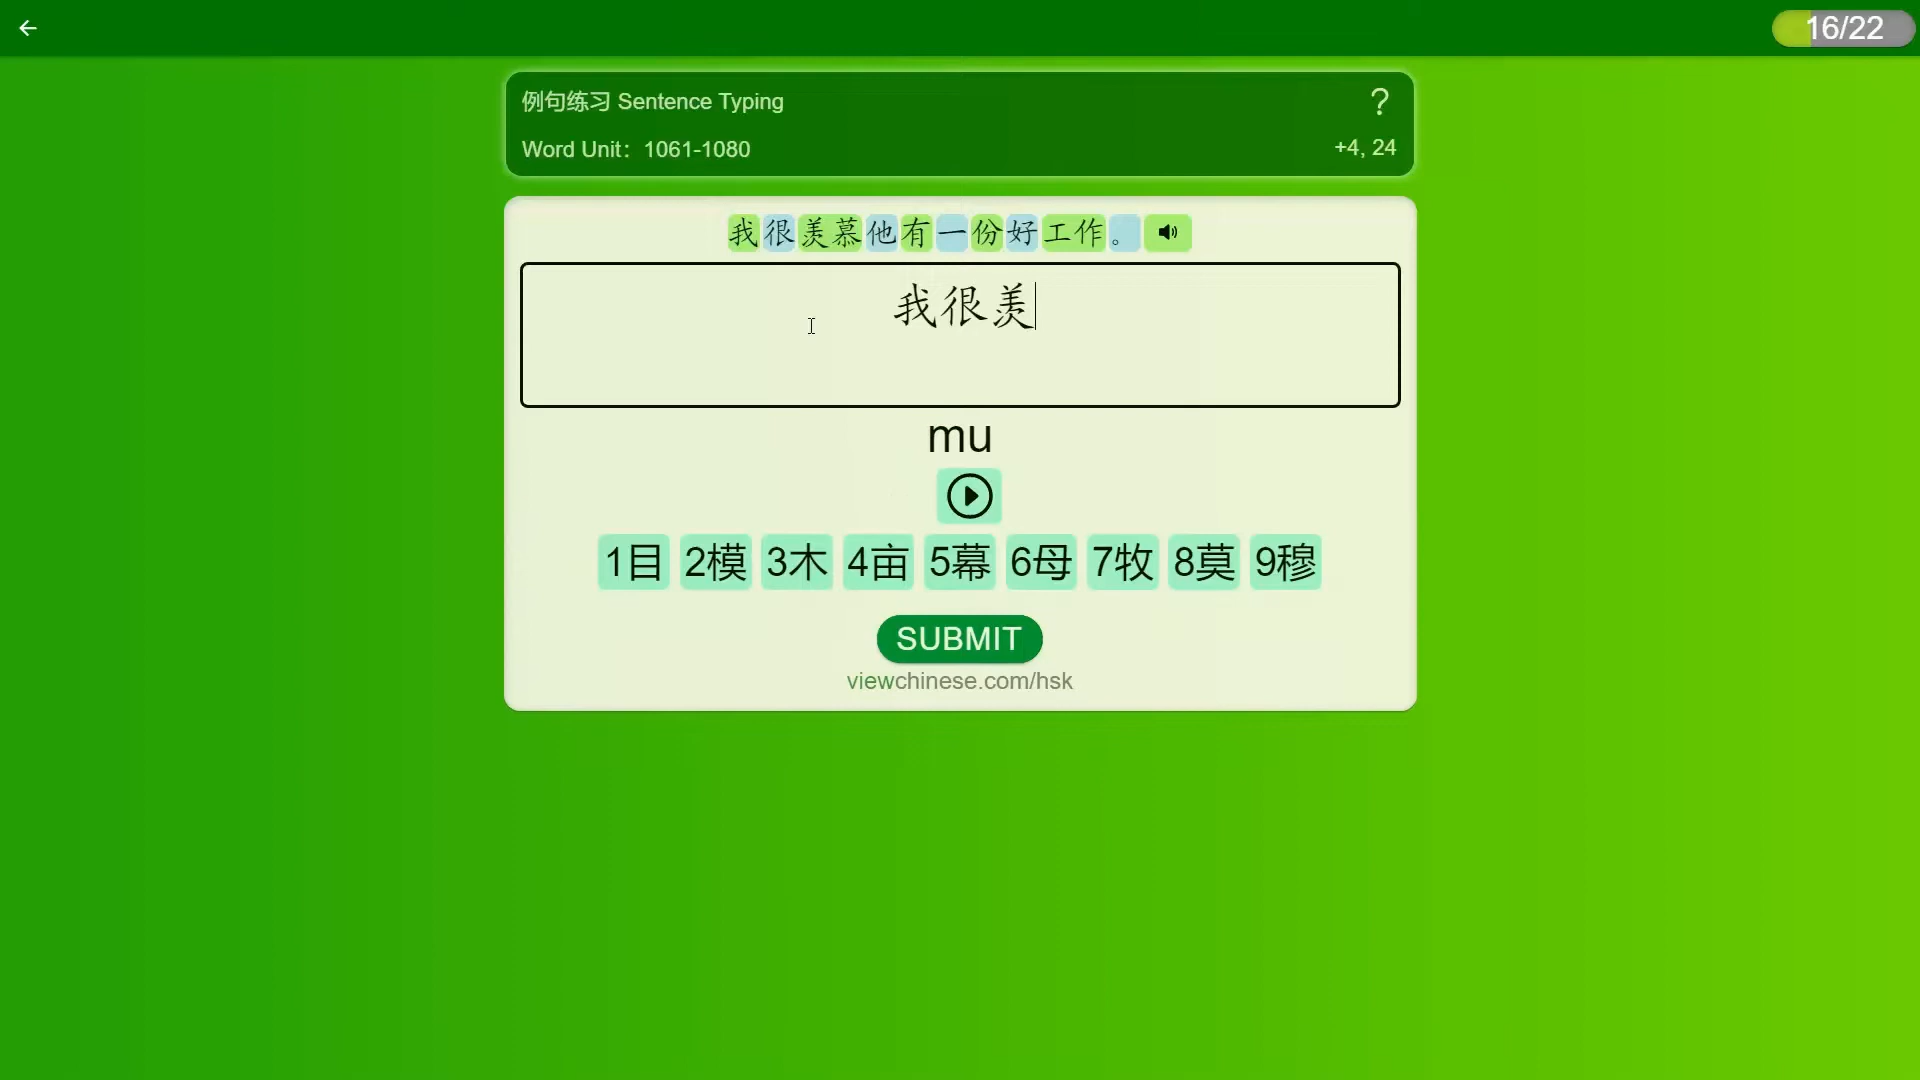 16/22
例句练习 Sentence Typing
?
Word Unit：1061-1080
+4, 24
我很羡慕他有一份好工作。
我很羡
mu
1目 2模 3木 4亩 5幕 6母 7牧 8莫 9穆
SUBMIT
viewchinese.com/hsk